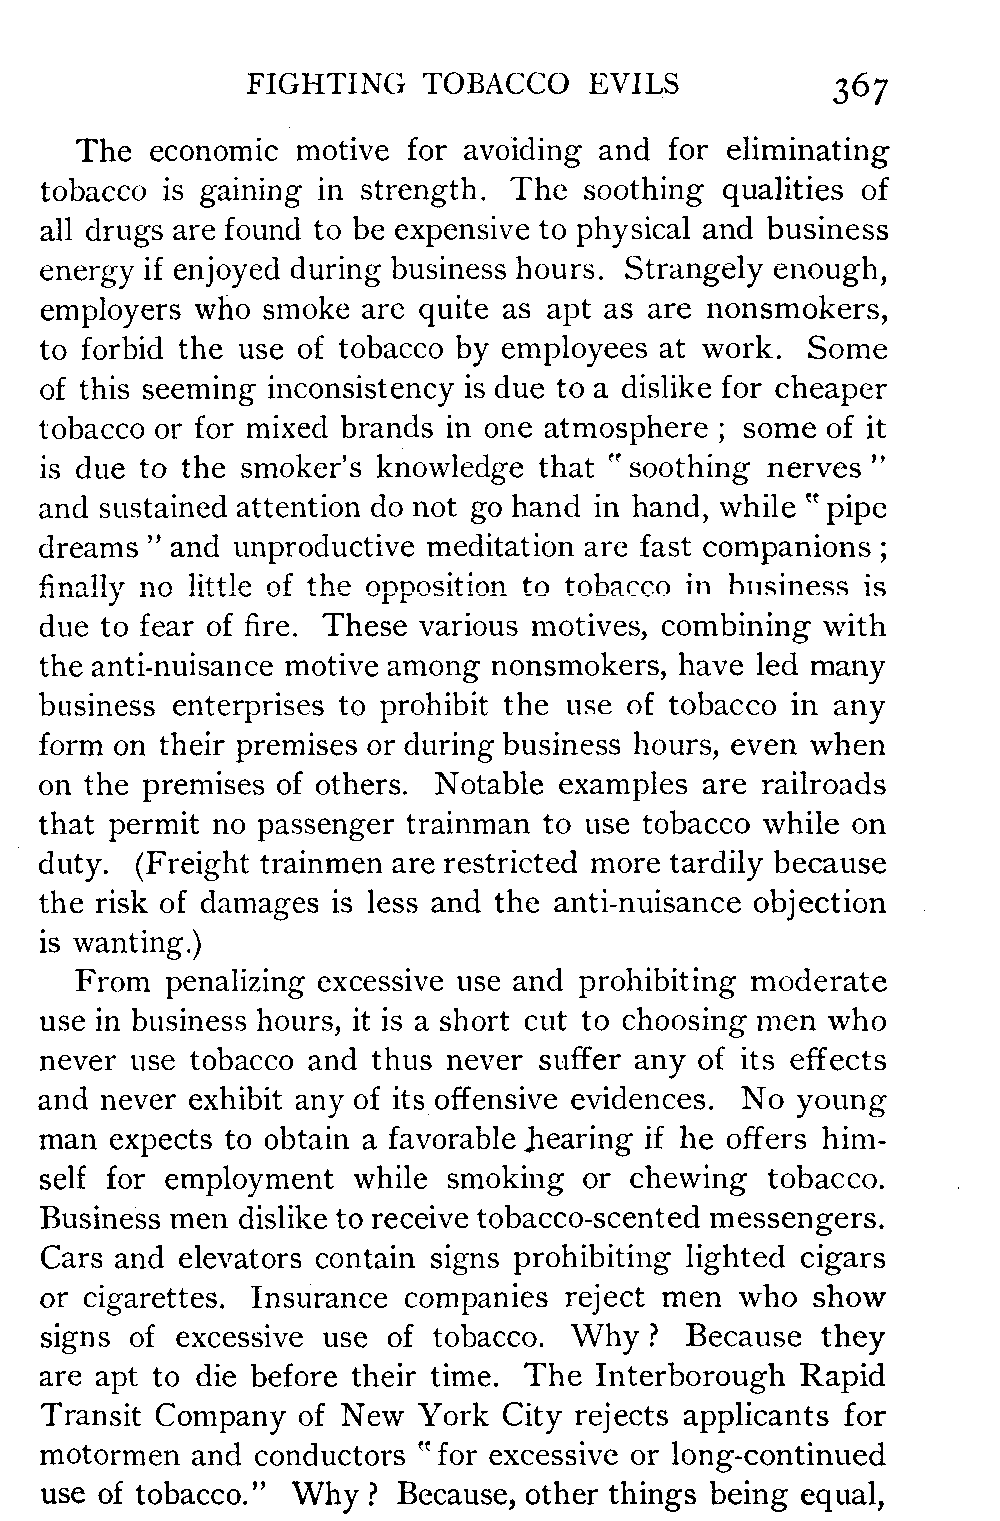 FIGHTING TOBACCO EVILS 367
The economic motive for avoiding and for eliminating
tobacco is gaining in strength. The soothing qualities of
all drugs are found to be expensive to physical and business
energy if enjoyed during business hours. Strangely enough,
employers who smoke are quite as apt as are nonsmokers,
to forbid the use of tobacco by employees at work. Some
of this seeming inconsistency is due to a dislike for cheaper
tobacco or for mixed brands in one atmosphere ; some of it
is due to the smoker's knowledge that “ soothing nerves ”
and sustained attention do not go hand in hand, while “ pipe
dreams ” and unproductive meditation are fast companions ;
finally no little of the opposition to tobacco in business is
due to fear of fire. These various motives, combining with
the anti-nuisance motive among nonsmokers, have led many
business enterprises to prohibit the use of tobacco in any
form on their premises or during business hours, even when
on the premises of others. Notable examples are railroads
that permit no passenger trainman to use tobacco while on
duty. (Freight trainmen are restricted more tardily because
the risk of damages is less and the anti-nuisance objection
is wanting.)
From penalizing excessive use and prohibiting moderate
use in business hours, it is a short cut to choosing men who
never use tobacco and thus never suffer any of its effects
and never exhibit any of its offensive evidences. No young
man expects to obtain a favorable hearing if he offers him-
self for employment while smoking or chewing tobacco.
Business men dislike to receive tobacco-scented messengers.
Cars and elevators contain signs prohibiting lighted cigars
or cigarettes. Insurance companies reject men who show
signs of excessive use of tobacco. Why ? Because they
are apt to die before their time. The Interborough Rapid
Transit Company of New York City rejects applicants for
motormen and conductors “ for excessive or long-continued
use of tobacco.” Why ? Because, other things being equal,